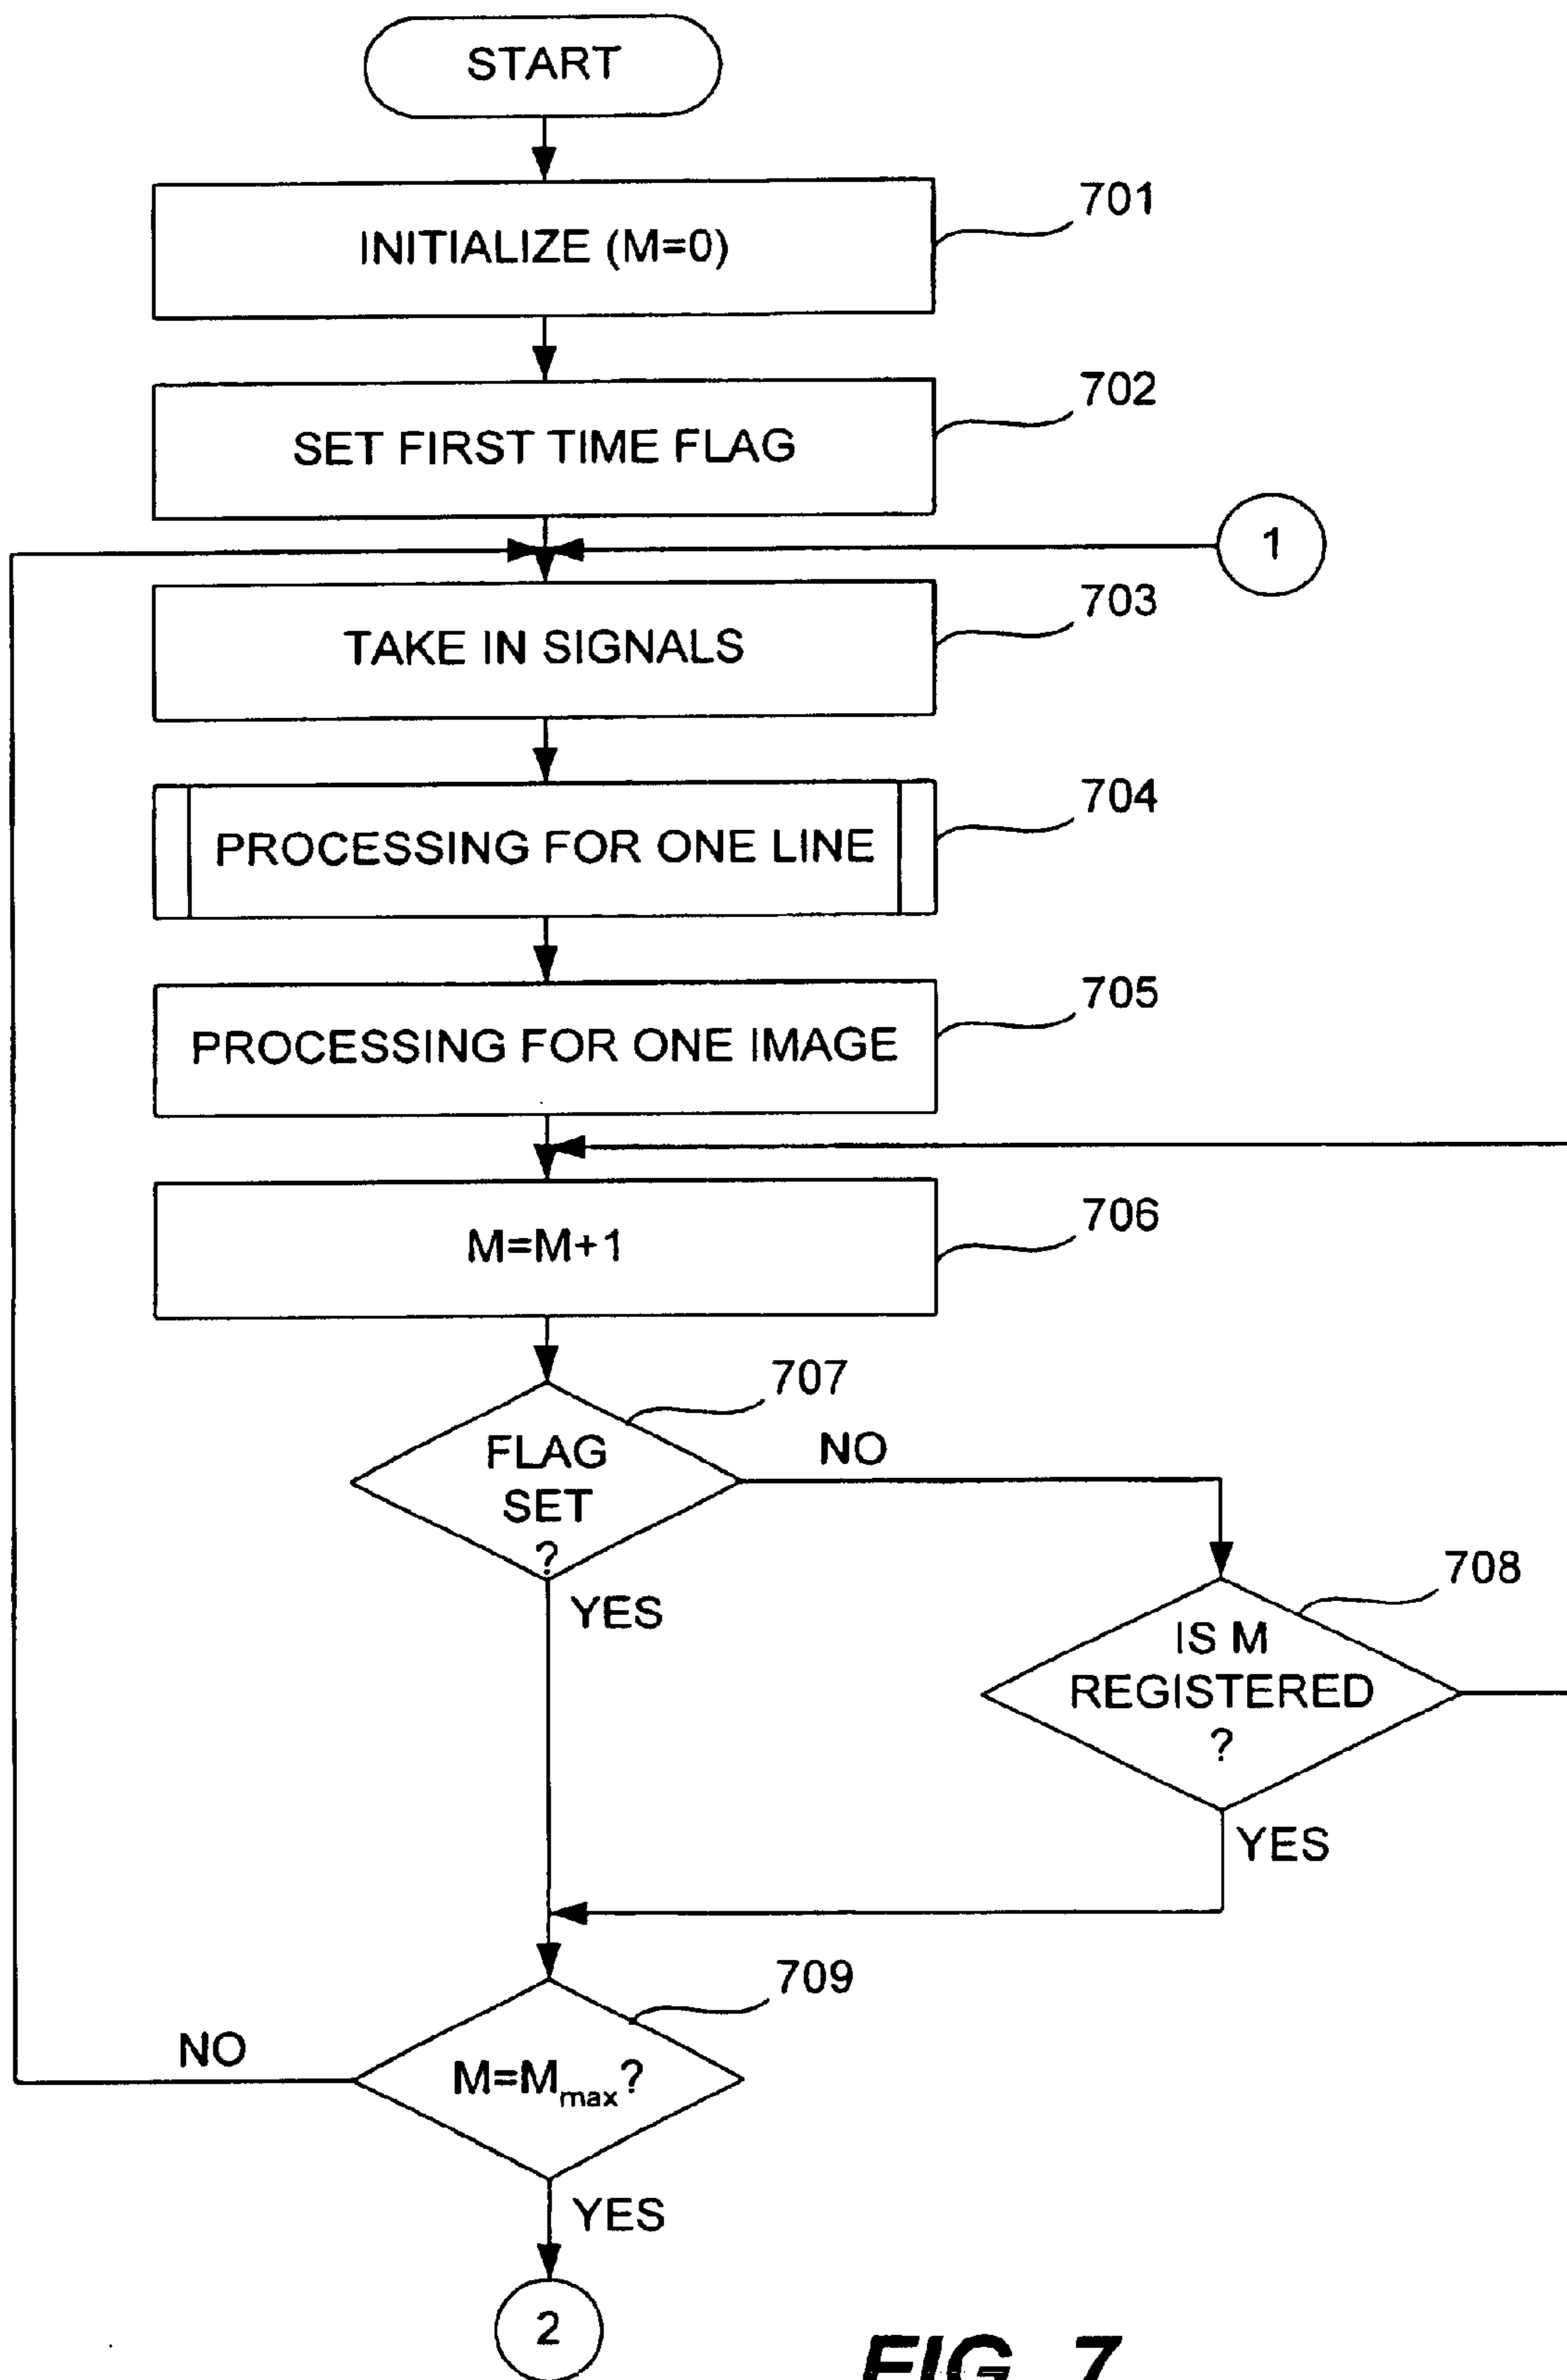 START
INITIALIZE (M=0)
701
SET FIRST TIME FLAG
702
1
TAKE IN SIGNALS
703
PROCESSING FOR ONE LINE
704
PROCESSING FOR ONE IMAGE
705
M=M+1
706
707
FLAG
SET
?
NO
YES
708
IS M
REGISTERED
?
YES
709
M=Mmax?
NO
YES
2
FIG. 7